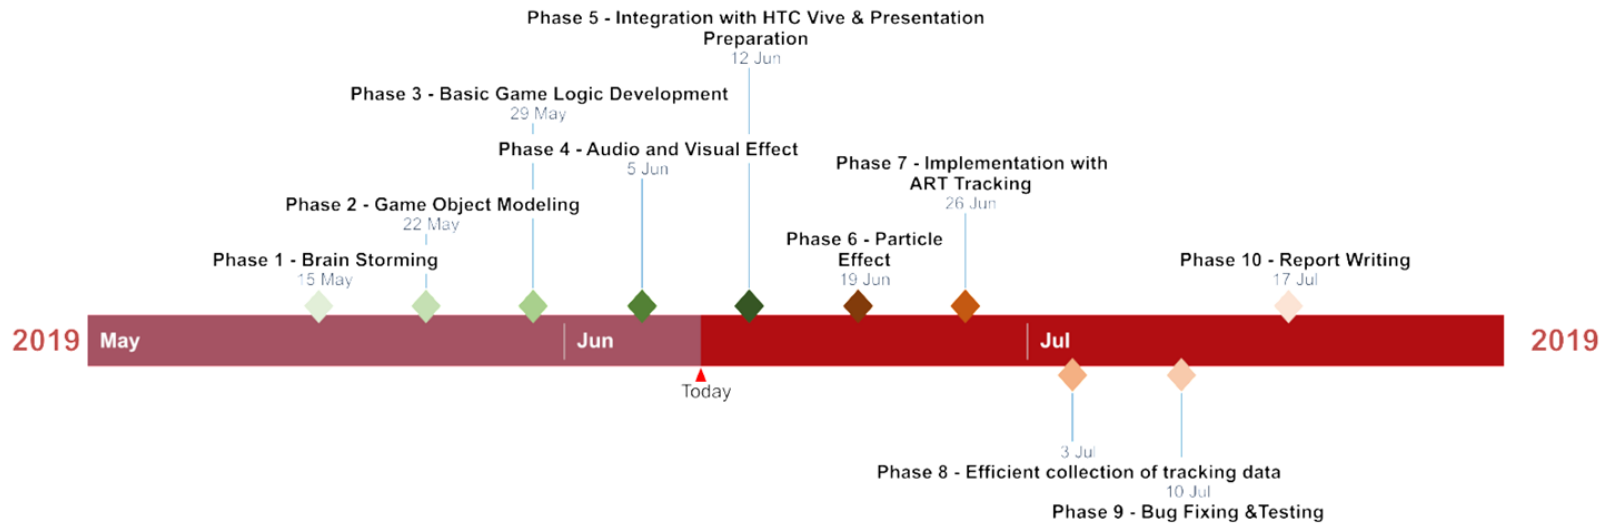 Phase 5 - Integration with HTC Vive & Presentation
Preparation
12 Jun
Phase 3 - Basic Game Logic Development
29 May
Phase 4 - Audio and Visual Effect
5 Jun
Phase 7 - Implementation with
ART Tracking
26 Jun
Phase 2 - Game Object Modeling
22 May
Phase 6 - Particle
Effect
19 Jun
Phase 1 - Brain Storming
15 May
Phase 10 - Report Writing
17 Jul
2019
May
Jun
Jul
2019
Today
3 Jul
Phase 8 - Efficient collection of tracking data
10 Jul
Phase 9 - Bug Fixing &Testing